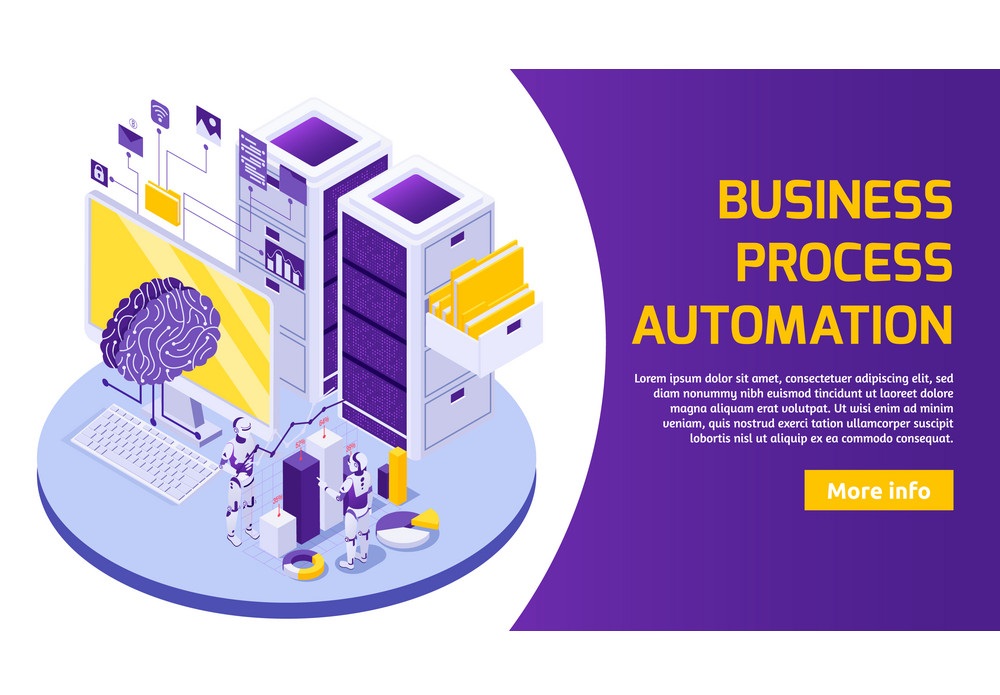 BUSINESS
PROCESS
AUTOMATION
Lorem ipsum dolor sit amet, consectetuer adipiscing elit, sed
diam nonummy nibh euismod tincidunt ut laoreet dolore
magna aliquam erat volutpat. Ut wisi enim ad minim
veniam, quis nostrud exerci tation ullamcorper suscipit
lobortis nisl ut aliquip ex ea commodo consequat.
More info